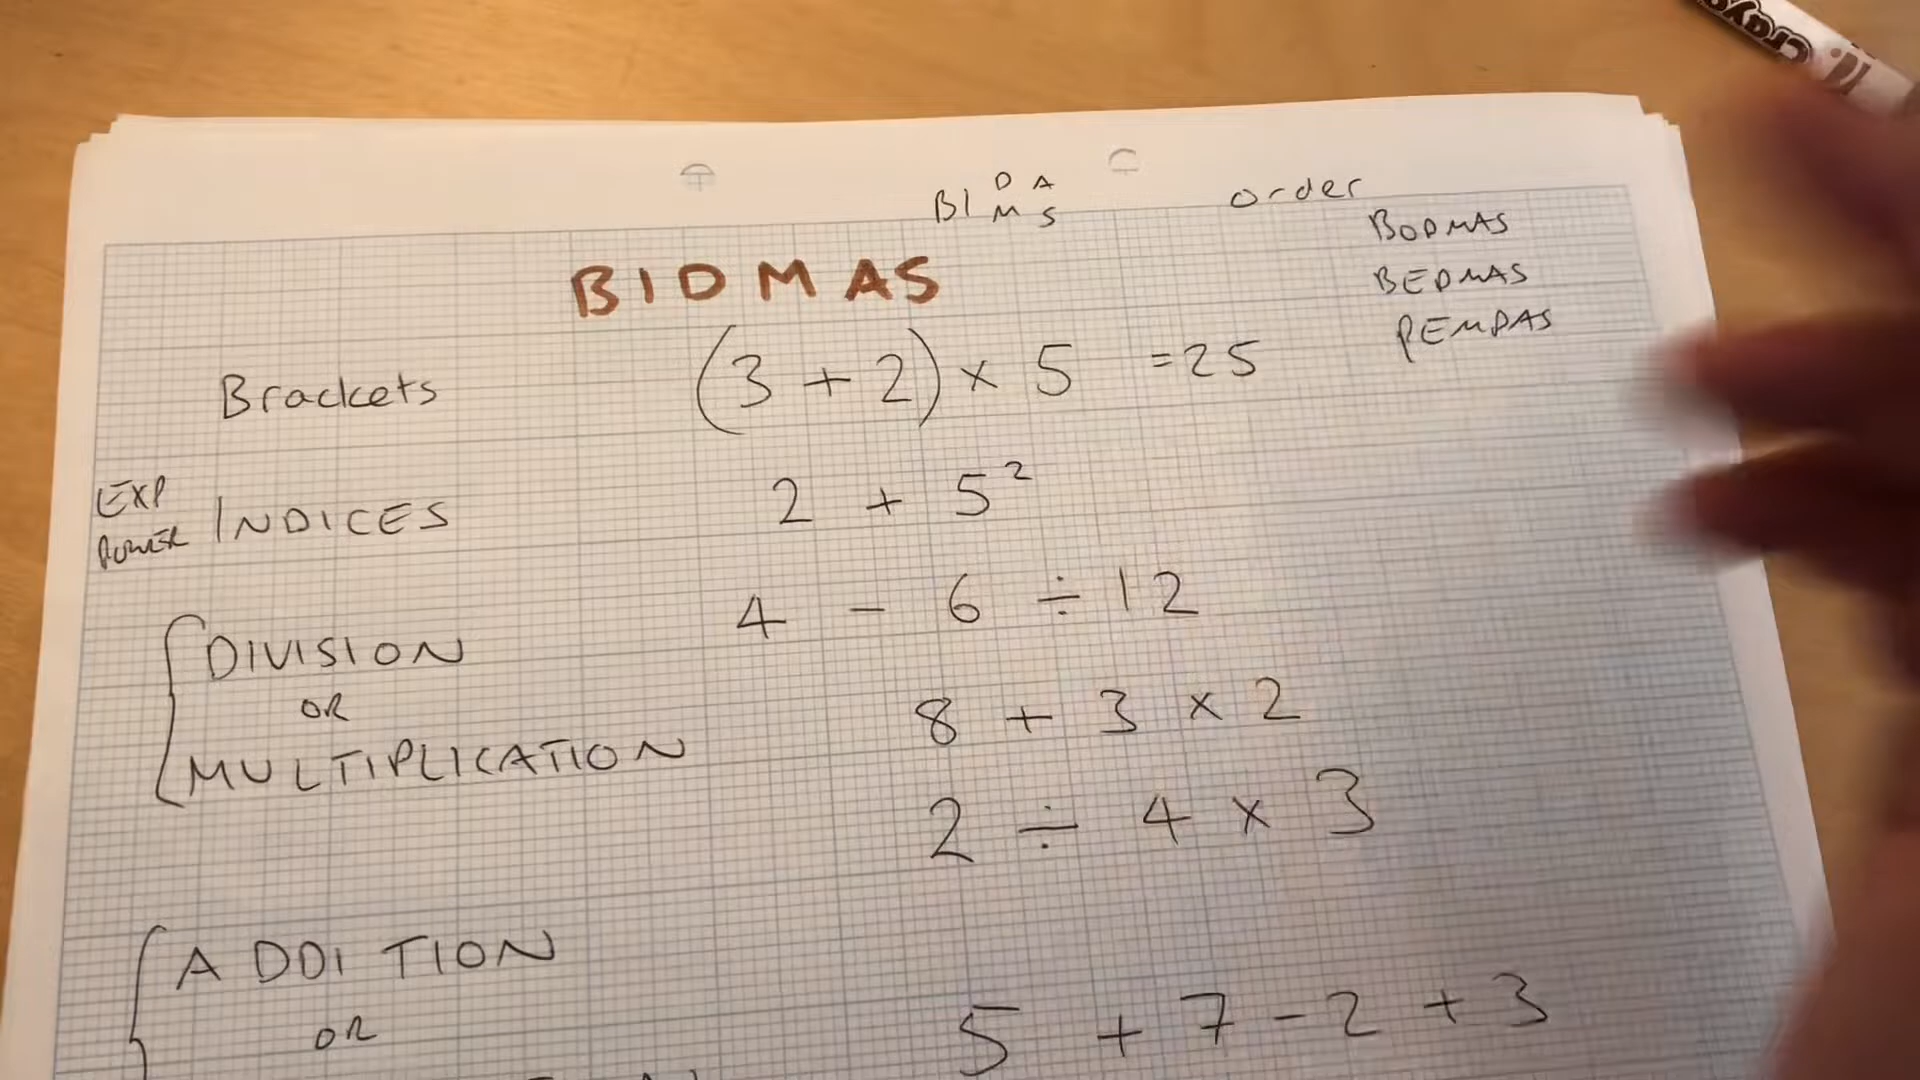 BI D A
M S
order
BODMAS
BEDMAS
PEMDAS
BIDMAS
Brackets (3 + 2) × 5 = 25
EXP
POWER
INDICES 2 + 5²
4 - 6 ÷ 12
DIVISION
OR
8 + 3 × 2
MULTIPLICATION
2 ÷ 4 × 3
ADDITION
OR
5 + 7 - 2 + 3